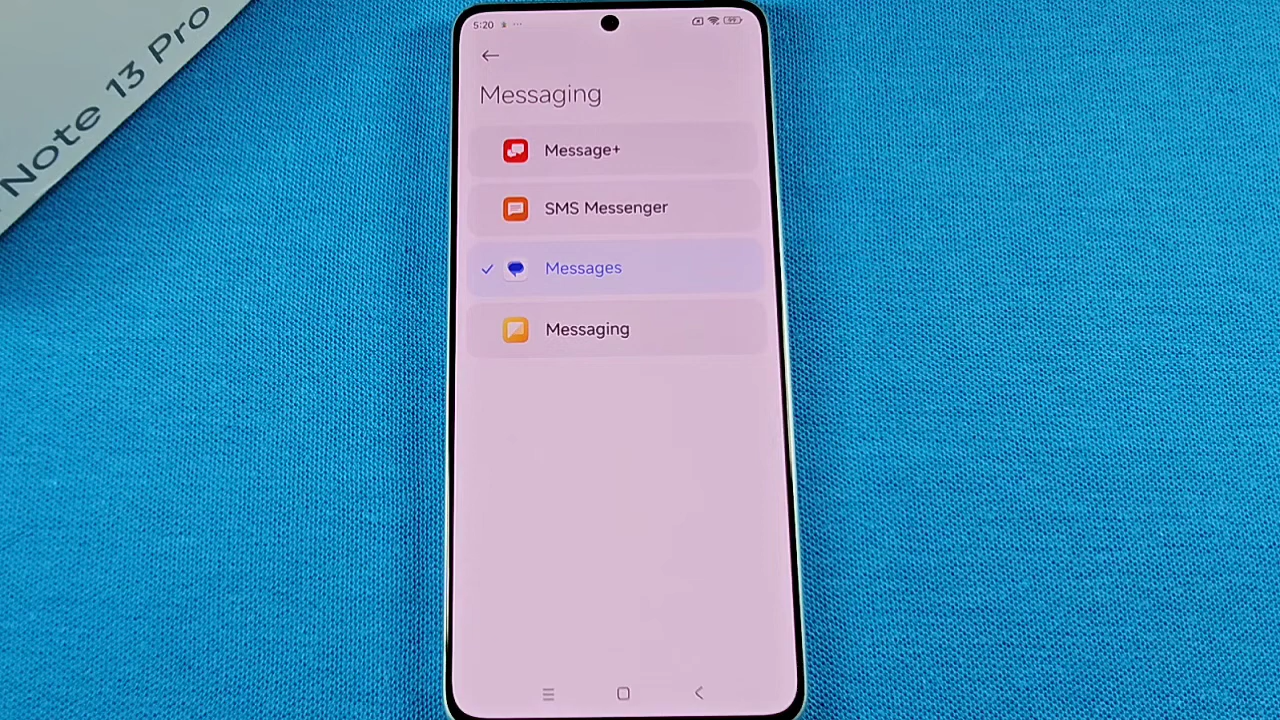 Note 13 Pro
5:20
Messaging
Message+
SMS Messenger
Messages
Messaging